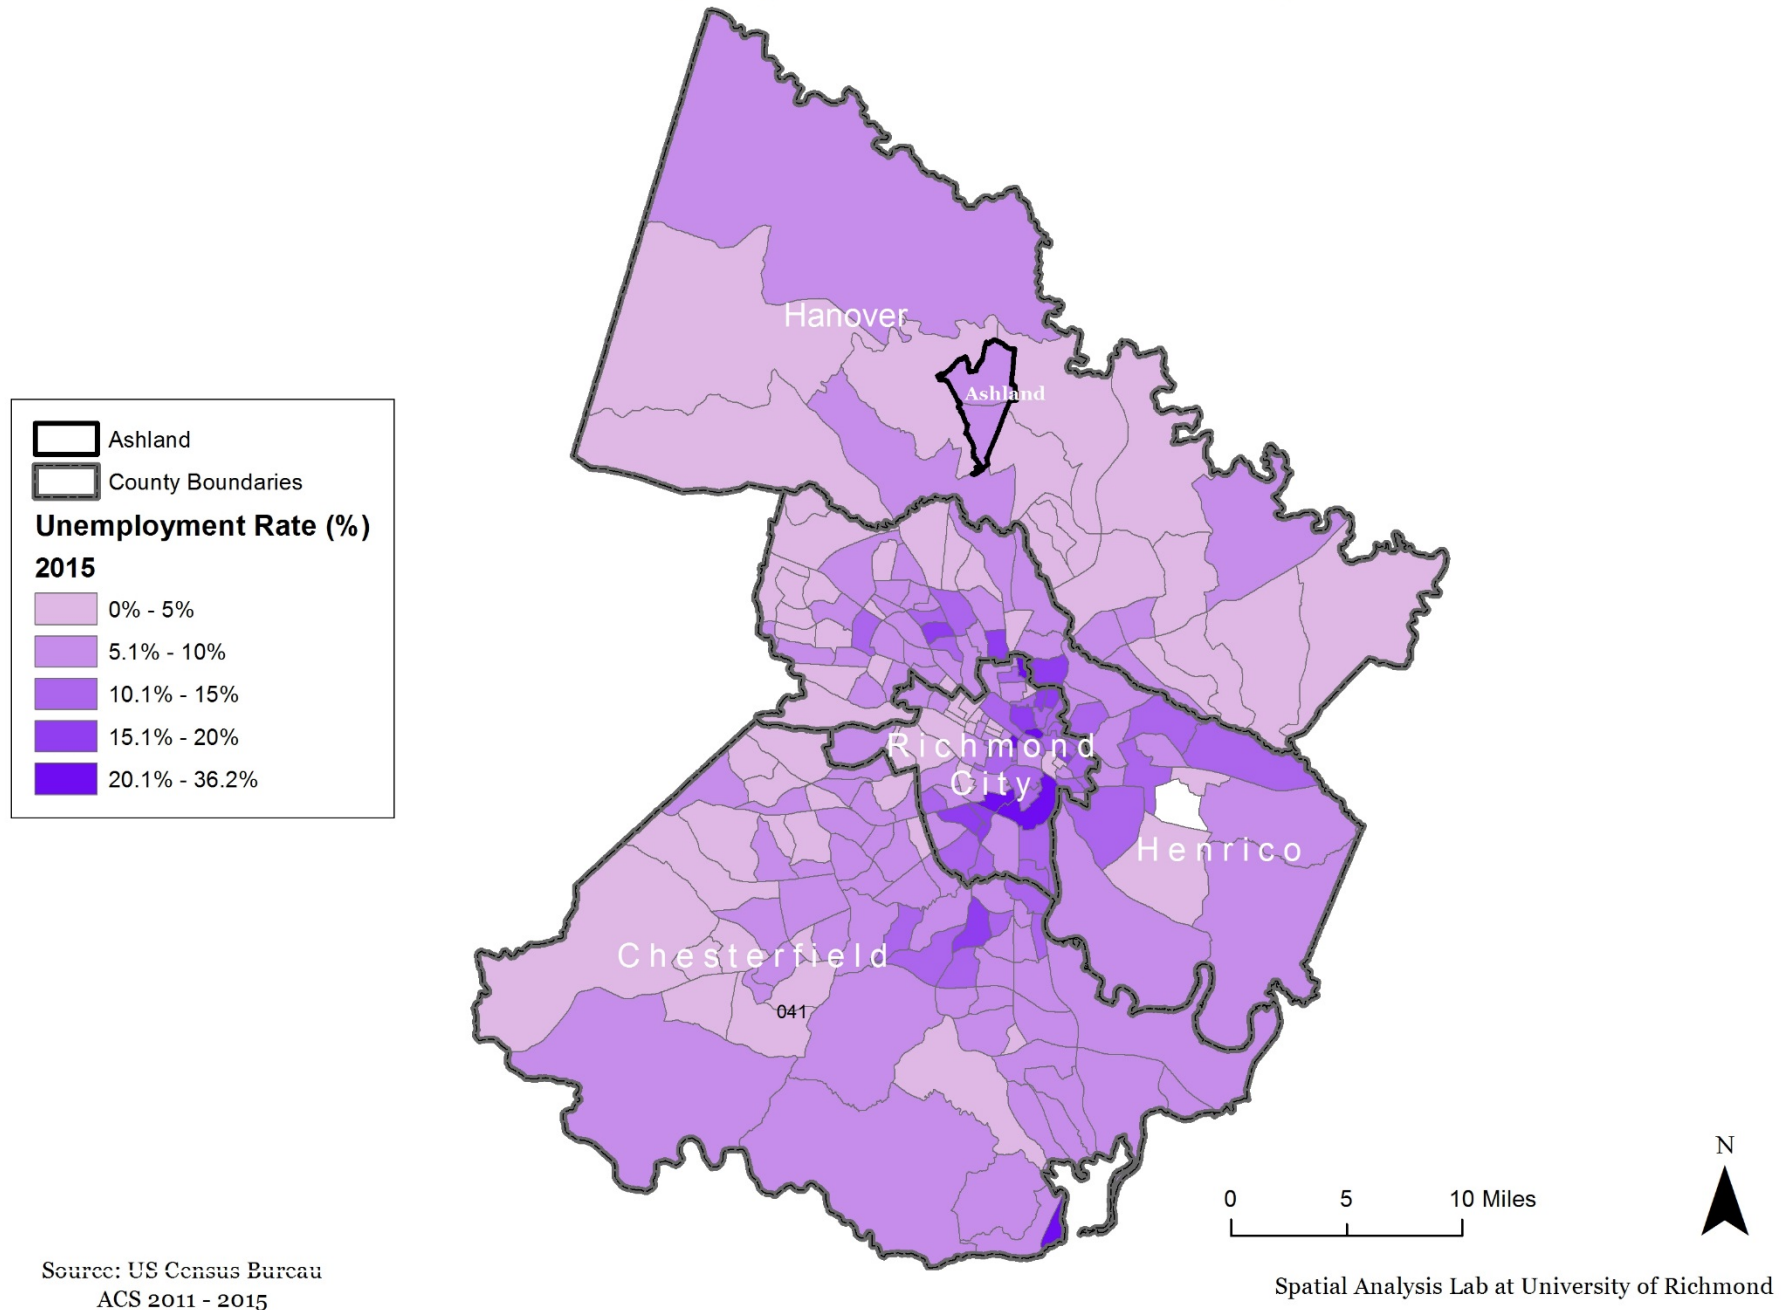 Hanover
Ashland
Ashland
County Boundaries
Unemployment Rate (%)
2015
0% - 5%
5.1% - 10%
10.1% - 15%
15.1% - 20%
20.1% - 36.2%
Richmond
City
Henrico
Chesterfield
041
N
0 5 10 Miles
Source: US Census Bureau
ACS 2011 - 2015
Spatial Analysis Lab at University of Richmond